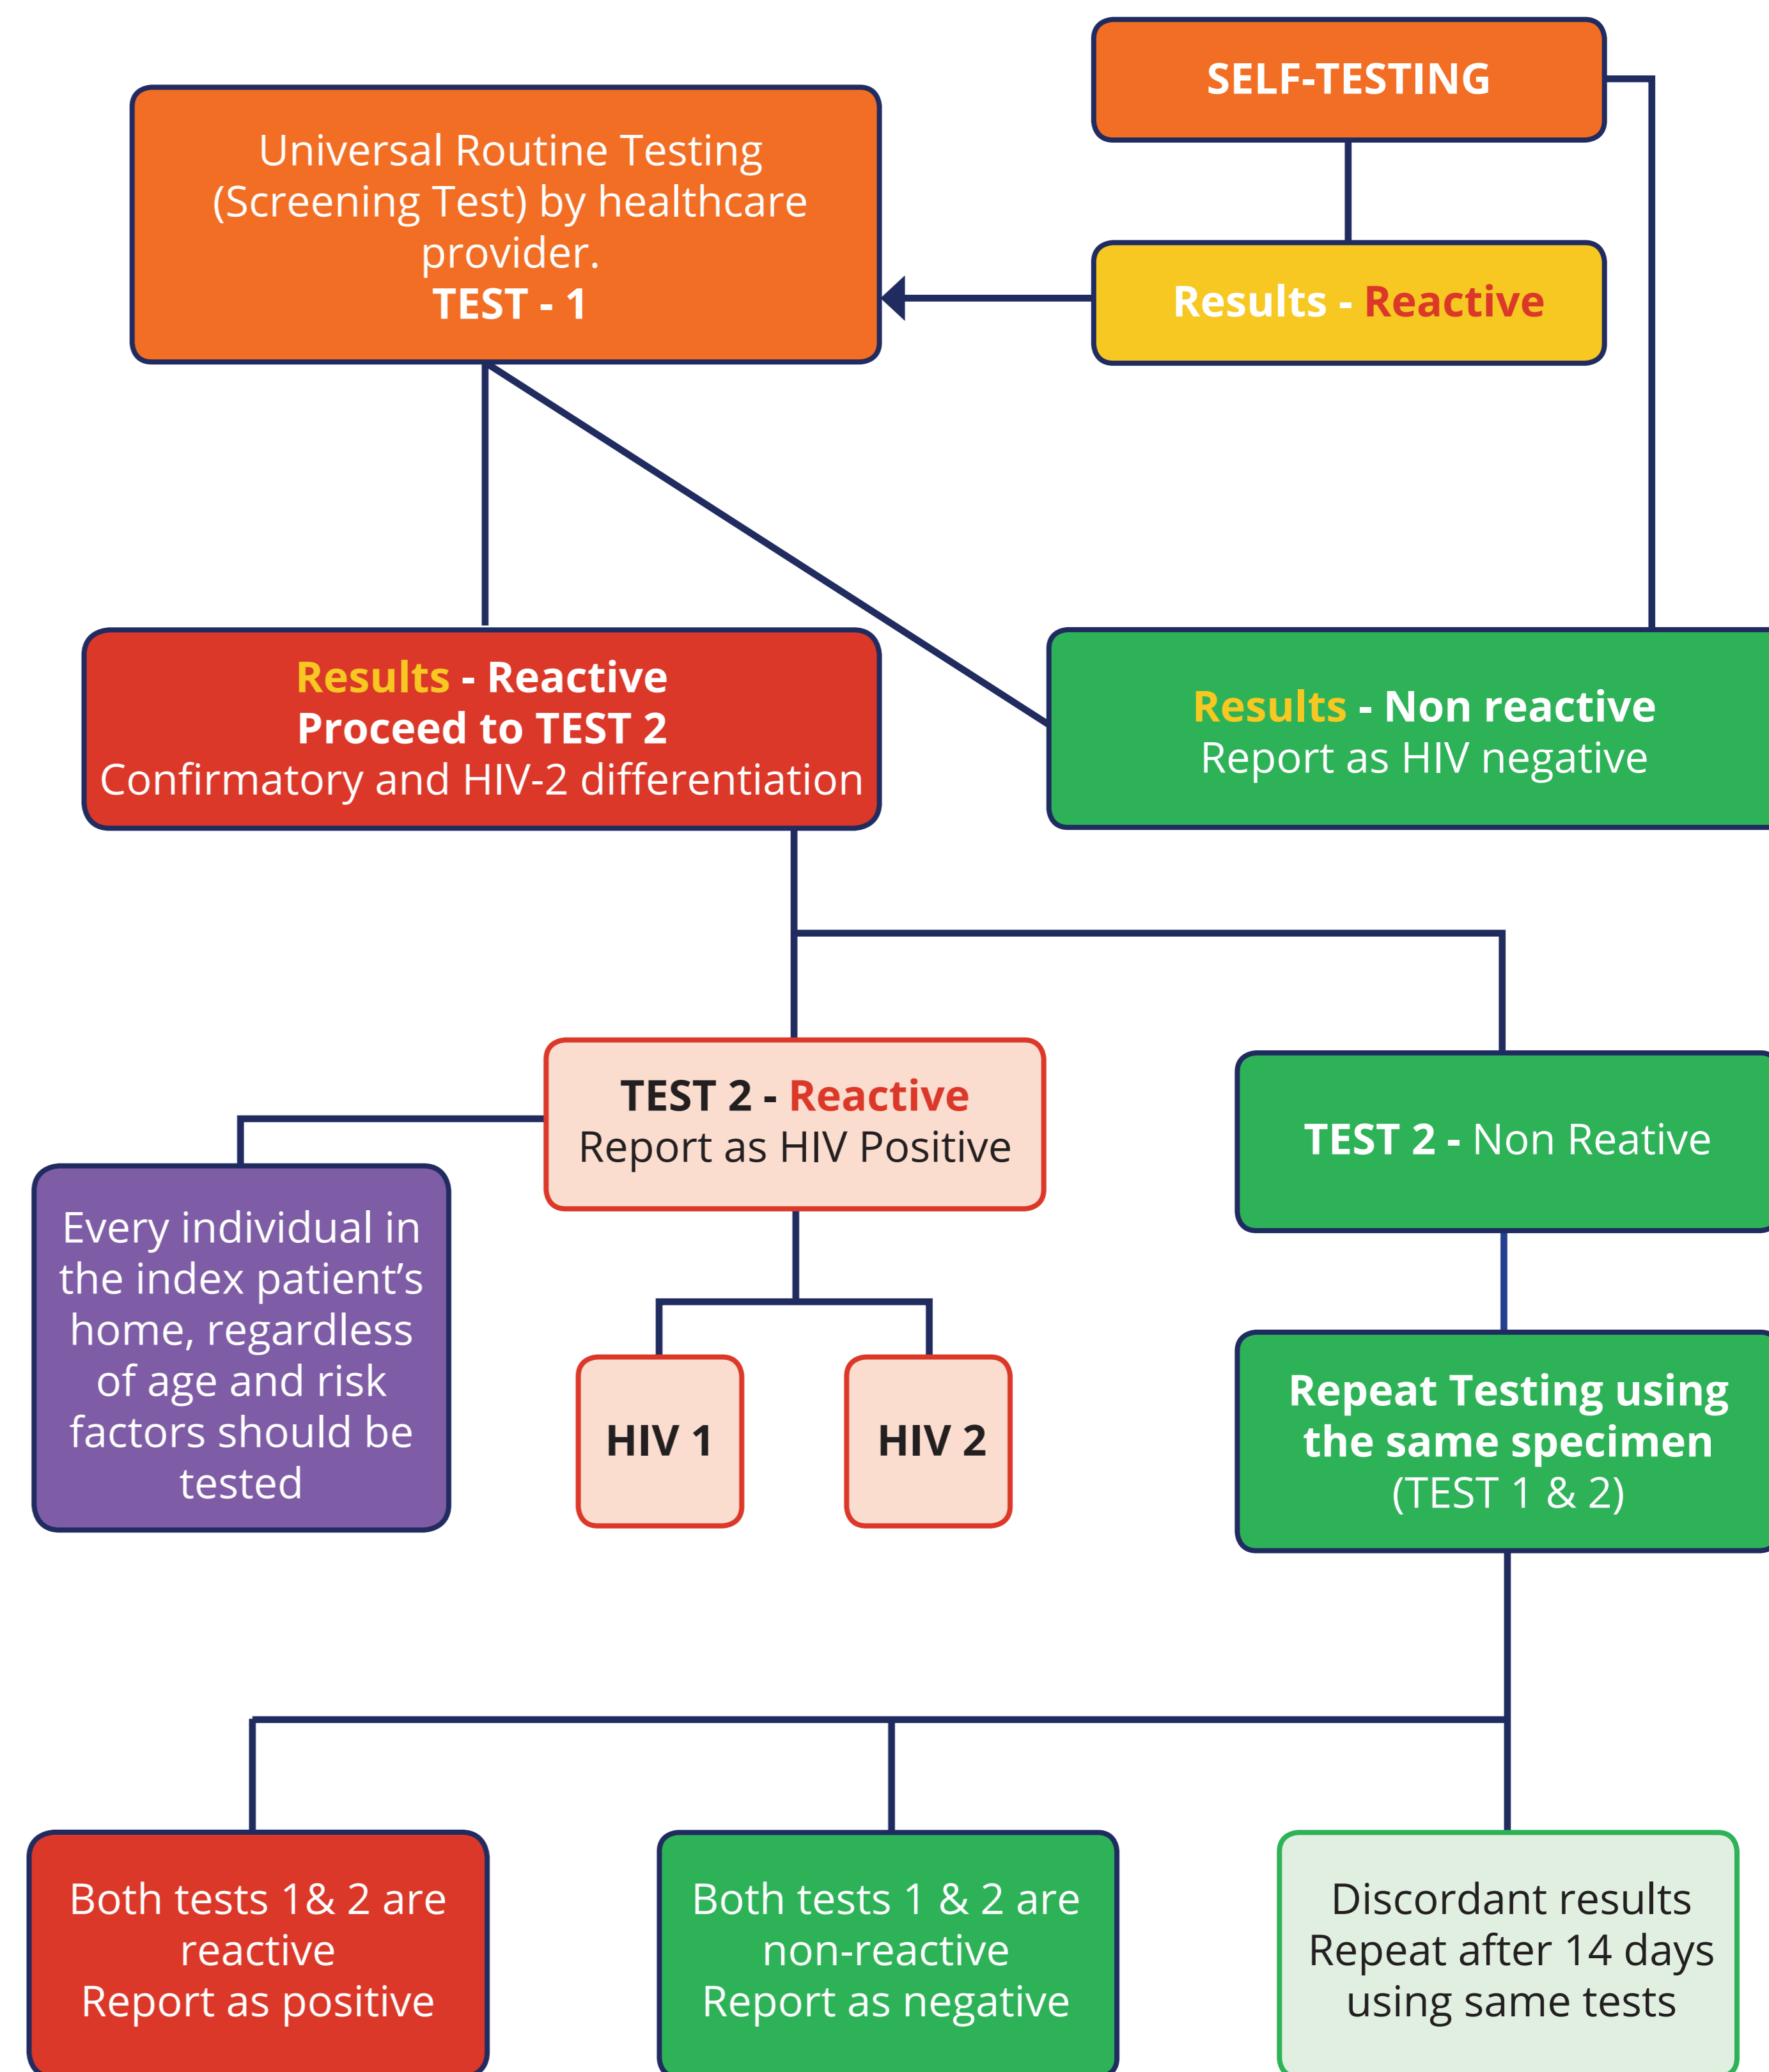 SELF-TESTING
Universal Routine Testing
(Screening Test) by healthcare
provider.
TEST - 1
Results - Reactive
Results - Reactive
Proceed to TEST 2
Confirmatory and HIV-2 differentiation
Results - Non reactive
Report as HIV negative
TEST 2 - Reactive
Report as HIV Positive
TEST 2 - Non Reative
Every individual in
the index patient’s
home, regardless
of age and risk
factors should be
tested
HIV 1
HIV 2
Repeat Testing using
the same specimen
(TEST 1 & 2)
Both tests 1& 2 are
reactive
Report as positive
Both tests 1 & 2 are
non-reactive
Report as negative
Discordant results
Repeat after 14 days
using same tests